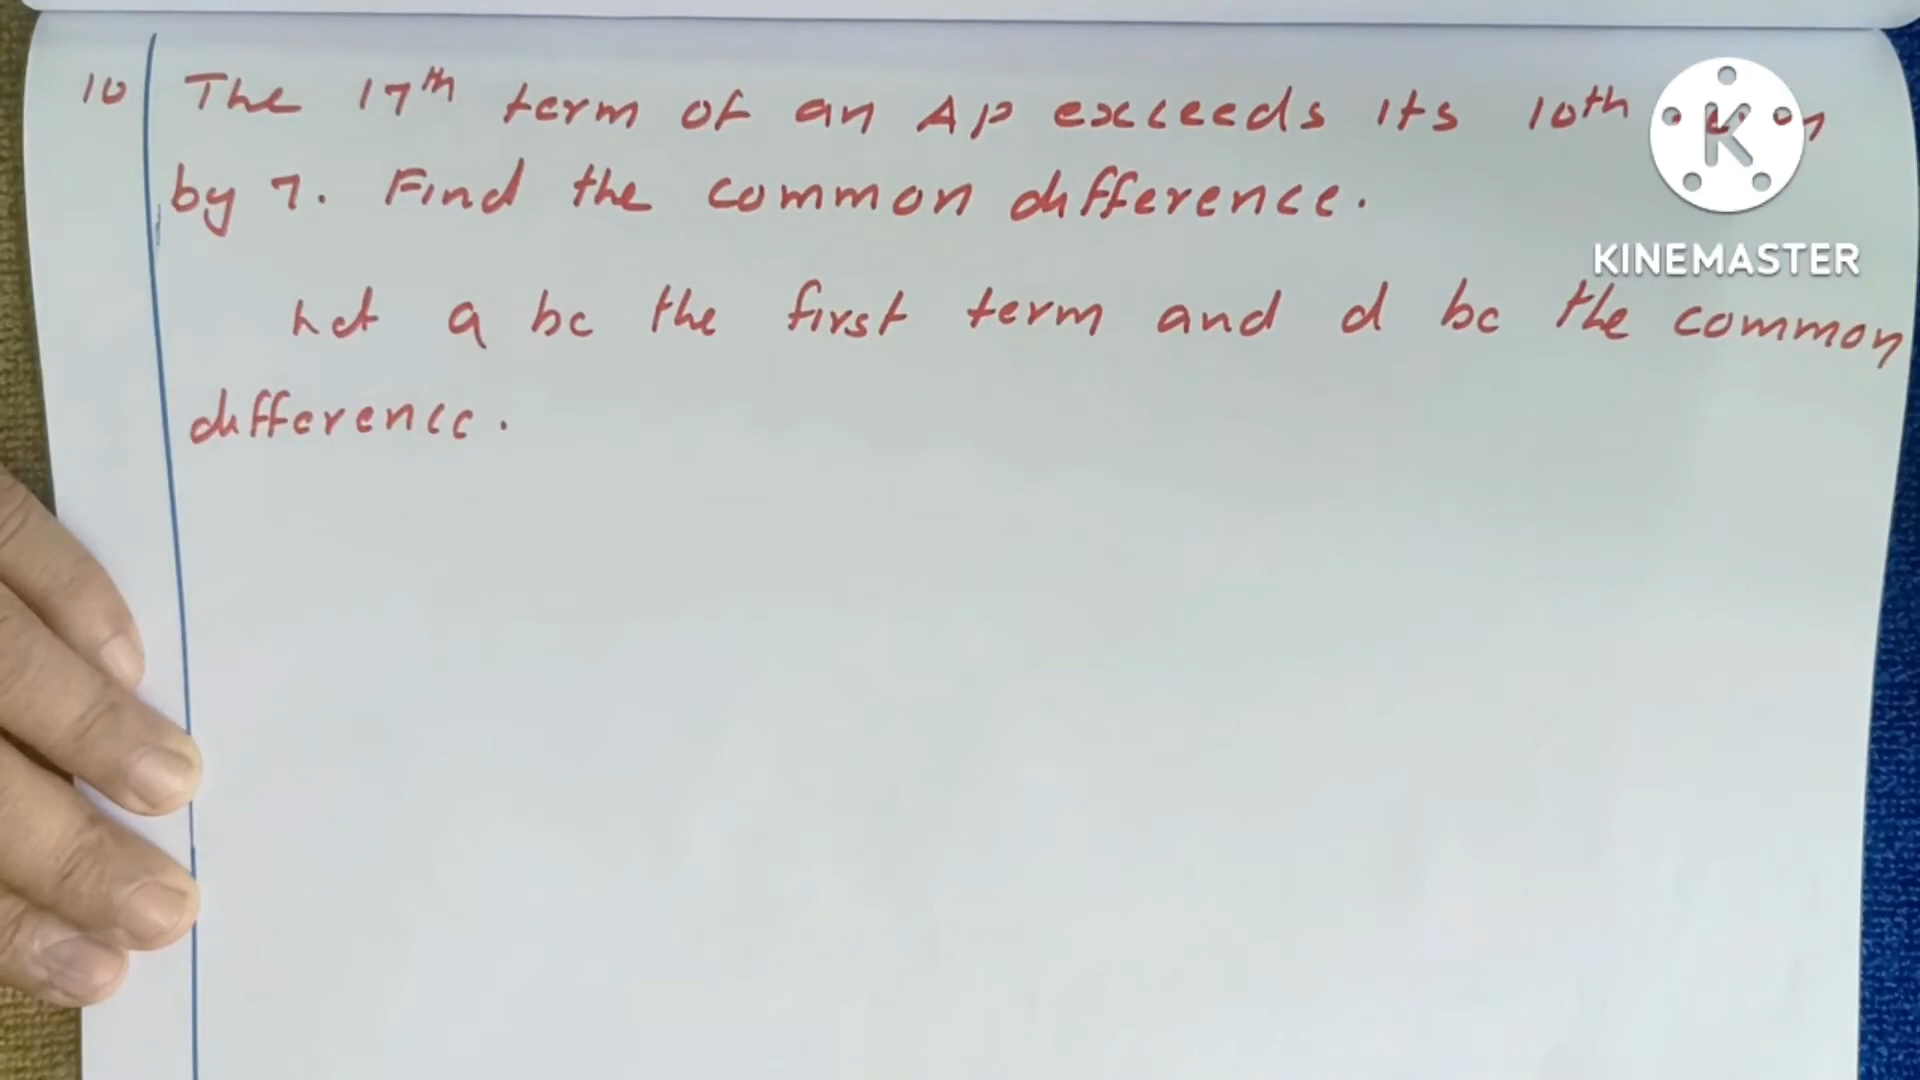 10 The 17th term of an AP exceeds its 10th
by 7. Find the common difference.
Let a be the first term and d be the common
difference.
K
KINEMASTER